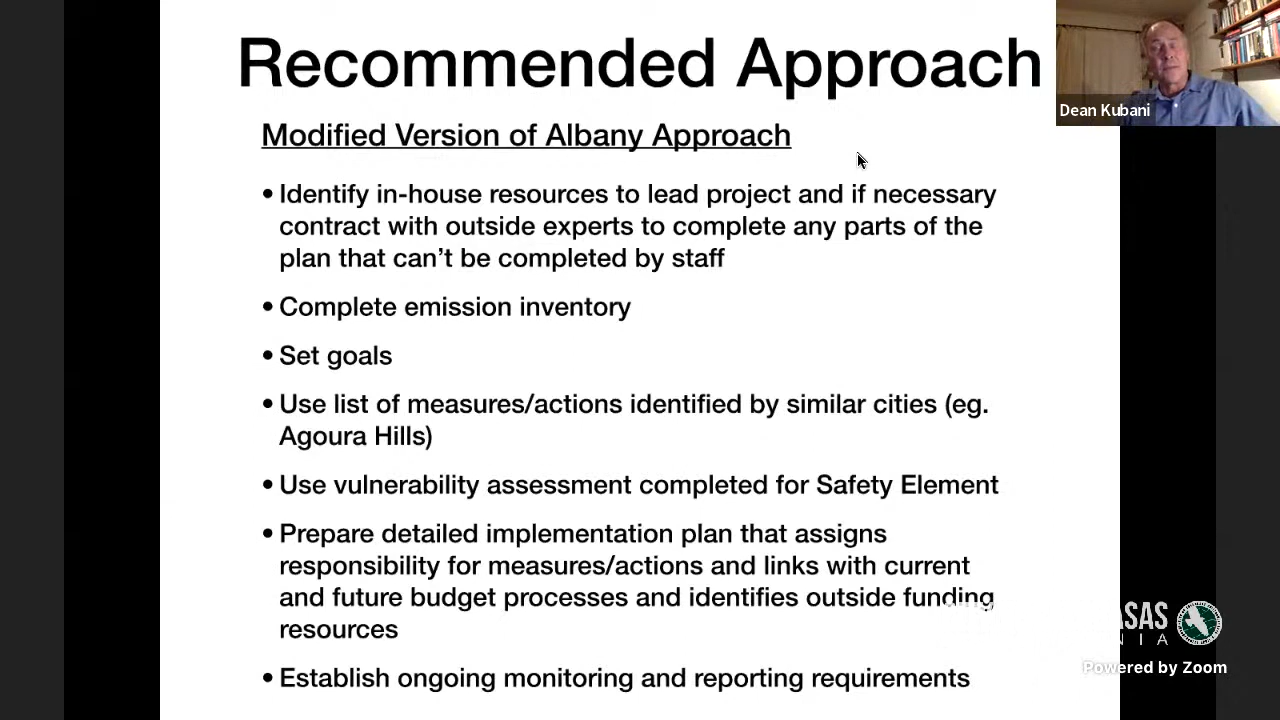 Recommended Approach
Dean Kubani
Modified Version of Albany Approach
• Identify in-house resources to lead project and if necessary
contract with outside experts to complete any parts of the
plan that can’t be completed by staff
• Complete emission inventory
• Set goals
• Use list of measures/actions identified by similar cities (eg.
Agoura Hills)
• Use vulnerability assessment completed for Safety Element
• Prepare detailed implementation plan that assigns
responsibility for measures/actions and links with current
and future budget processes and identifies outside funding
resources
• Establish ongoing monitoring and reporting requirements
ASAS
NIA
Powered by Zoom